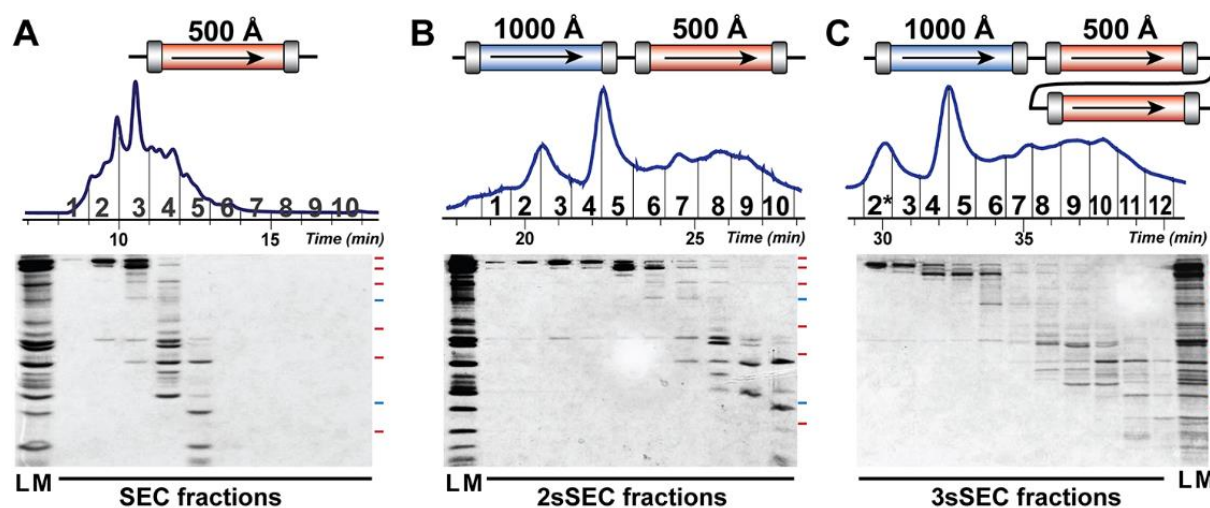 A
500 Å
1 2 3 4 5 6 7 8 9 10
10 15 Time (min)
LM
SEC fractions
B
1000 Å 500 Å
1 2 3 4 5 6 7 8 9 10
20 25 Time (min)
LM
2sSEC fractions
C
1000 Å 500 Å
2* 3 4 5 6 7 8 9 10 11 12
30 35 Time (min)
3sSEC fractions
LM